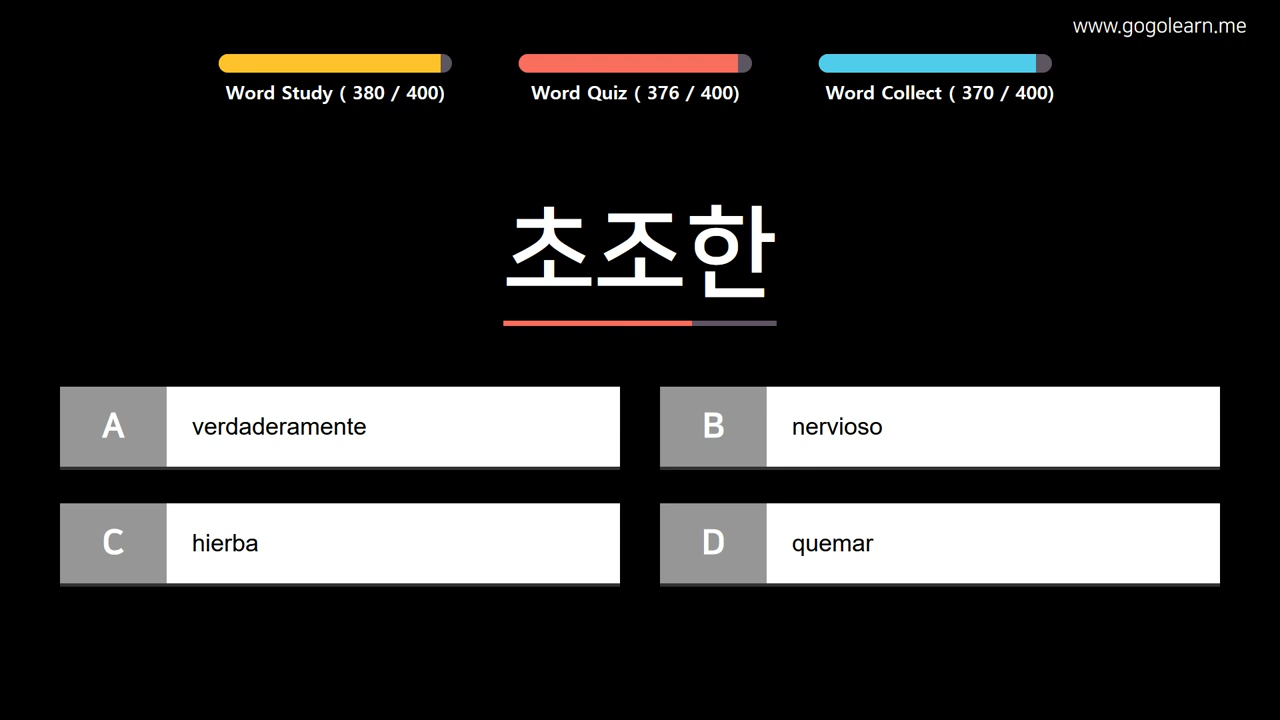 www.gogolearn.me
Word Study ( 380 / 400)
Word Quiz ( 376 / 400)
Word Collect ( 370 / 400)
초조한
A verdaderamente
B nervioso
C hierba
D quemar